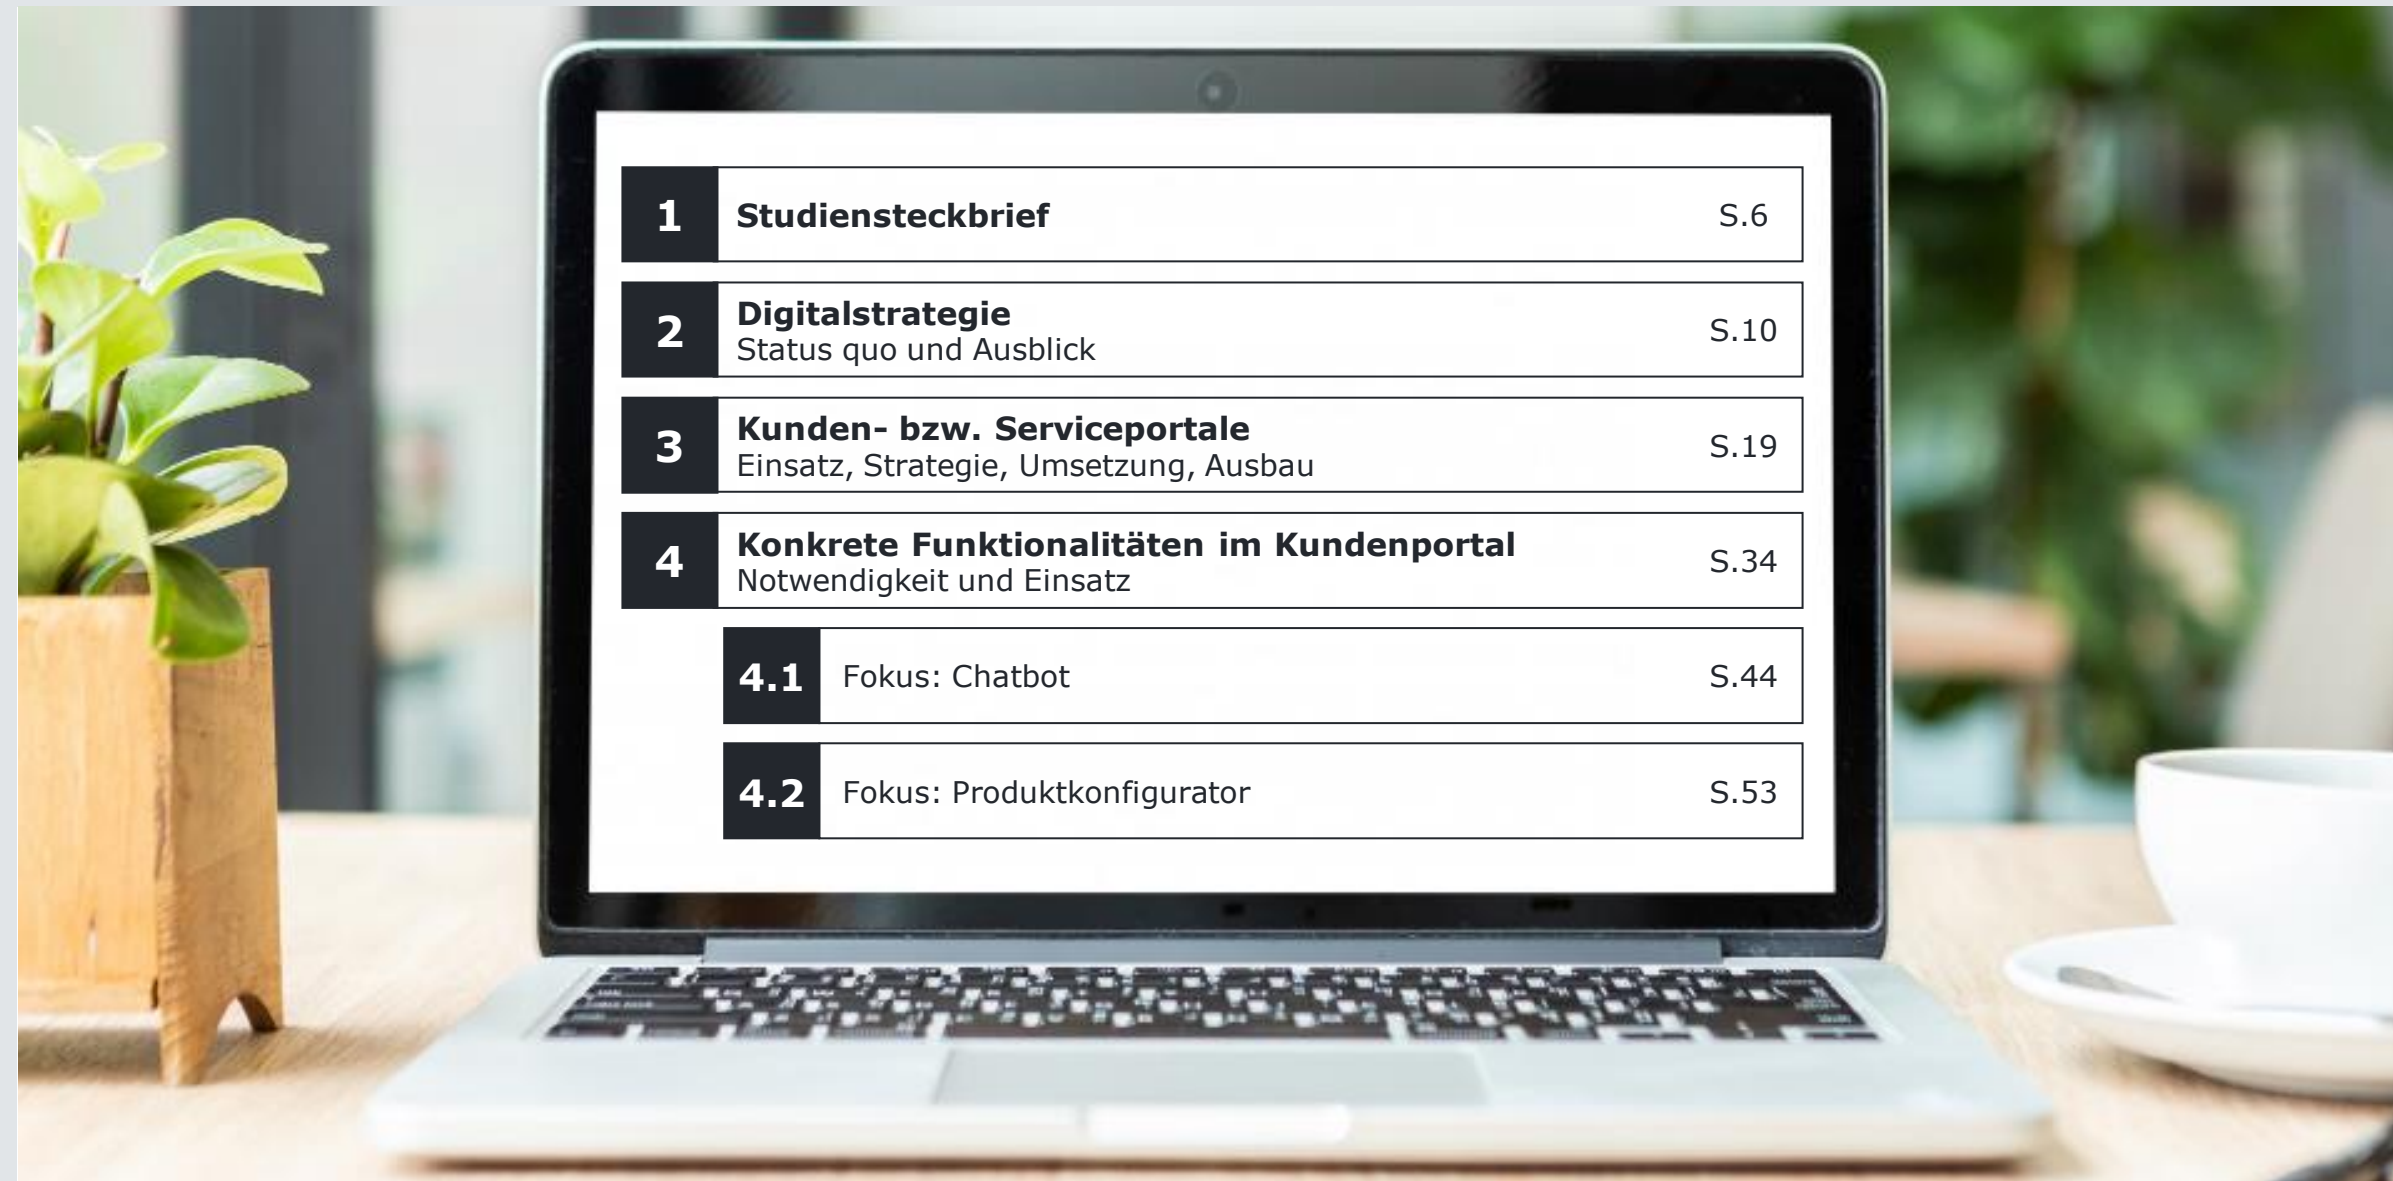 1 Studiensteckbrief S.6
2 Digitalstrategie S.10
Status quo und Ausblick
3 Kunden- bzw. Serviceportale S.19
Einsatz, Strategie, Umsetzung, Ausbau
4 Konkrete Funktionalitäten im Kundenportal S.34
Notwendigkeit und Einsatz
4.1 Fokus: Chatbot S.44
4.2 Fokus: Produktkonfigurator S.53